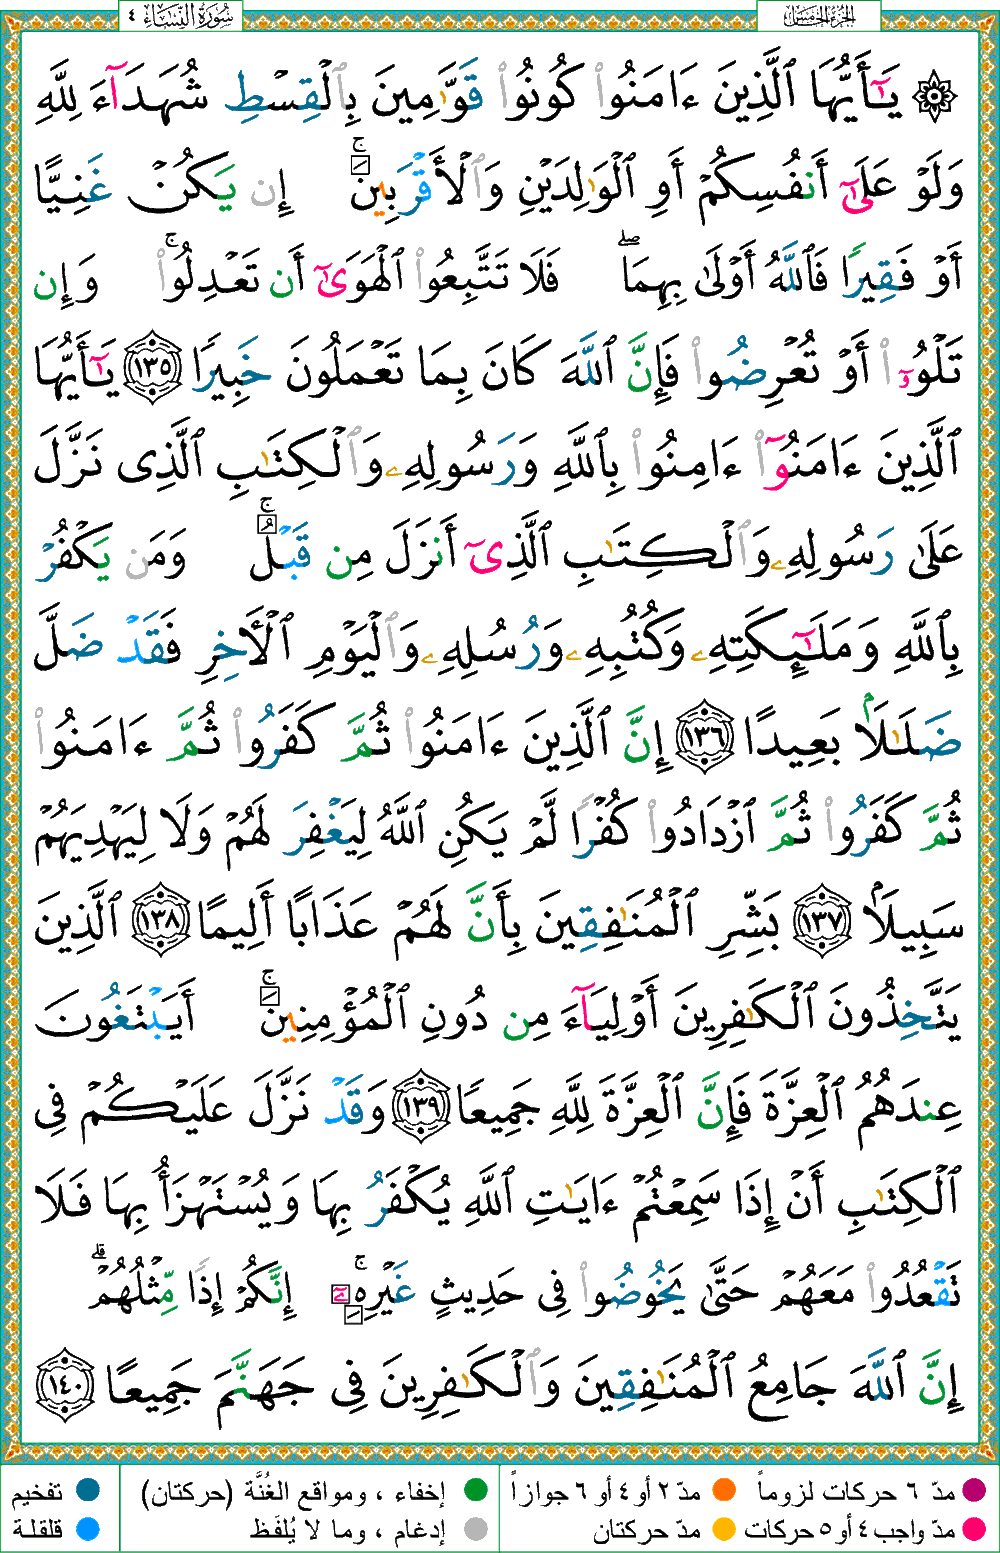 الجزء الخامس
سورة النساء ٤
۞ يَـٰٓأَيُّهَا ٱلَّذِينَ ءَامَنُوا۟ كُونُوا۟ قَوَّٰمِينَ بِٱلْقِسْطِ شُهَدَآءَ لِلَّهِ
وَلَوْ عَلَىٰٓ أَنفُسِكُمْ أَوِ ٱلْوَٰلِدَيْنِ وَٱلْأَقْرَبِينَ ۚ إِن يَكُنْ غَنِيًّا
أَوْ فَقِيرًا فَٱللَّهُ أَوْلَىٰ بِهِمَا ۖ فَلَا تَتَّبِعُوا۟ ٱلْهَوَىٰٓ أَن تَعْدِلُوا۟ ۚ وَإِن
تَلْوُۥٓا۟ أَوْ تُعْرِضُوا۟ فَإِنَّ ٱللَّهَ كَانَ بِمَا تَعْمَلُونَ خَبِيرًا ١٣٥ يَـٰٓأَيُّهَا
ٱلَّذِينَ ءَامَنُوٓا۟ ءَامِنُوا۟ بِٱللَّهِ وَرَسُولِهِۦ وَٱلْكِتَـٰبِ ٱلَّذِى نَزَّلَ
عَلَىٰ رَسُولِهِۦ وَٱلْكِتَـٰبِ ٱلَّذِىٓ أَنزَلَ مِن قَبْلُ ۚ وَمَن يَكْفُرْ
بِٱللَّهِ وَمَلَـٰٓئِكَتِهِۦ وَكُتُبِهِۦ وَرُسُلِهِۦ وَٱلْيَوْمِ ٱلْـَٔاخِرِ فَقَدْ ضَلَّ
ضَلَـٰلًۢا بَعِيدًا ١٣٦ إِنَّ ٱلَّذِينَ ءَامَنُوا۟ ثُمَّ كَفَرُوا۟ ثُمَّ ءَامَنُوا۟
ثُمَّ كَفَرُوا۟ ثُمَّ ٱزْدَادُوا۟ كُفْرًا لَّمْ يَكُنِ ٱللَّهُ لِيَغْفِرَ لَهُمْ وَلَا لِيَهْدِيَهُمْ
سَبِيلًۢا ١٣٧ بَشِّرِ ٱلْمُنَـٰفِقِينَ بِأَنَّ لَهُمْ عَذَابًا أَلِيمًا ١٣٨ ٱلَّذِينَ
يَتَّخِذُونَ ٱلْكَـٰفِرِينَ أَوْلِيَآءَ مِن دُونِ ٱلْمُؤْمِنِينَ ۚ أَيَبْتَغُونَ
عِندَهُمُ ٱلْعِزَّةَ فَإِنَّ ٱلْعِزَّةَ لِلَّهِ جَمِيعًا ١٣٩ وَقَدْ نَزَّلَ عَلَيْكُمْ فِى
ٱلْكِتَـٰبِ أَنْ إِذَا سَمِعْتُمْ ءَايَـٰتِ ٱللَّهِ يُكْفَرُ بِهَا وَيُسْتَهْزَأُ بِهَا فَلَا
تَقْعُدُوا۟ مَعَهُمْ حَتَّىٰ يَخُوضُوا۟ فِى حَدِيثٍ غَيْرِهِۦٓ ۚ إِنَّكُمْ إِذًا مِّثْلُهُمْ ۗ
إِنَّ ٱللَّهَ جَامِعُ ٱلْمُنَـٰفِقِينَ وَٱلْكَـٰفِرِينَ فِى جَهَنَّمَ جَمِيعًا ١٤٠
مدّ ٦ حركات لزوماً مدّ ٢ أو ٤ أو ٦ جوازاً إخفاء ، ومواقع الغُنَّة (حركتان) تفخيم
مدّ واجب ٤ أو ٥ حركات مدّ حركتان إدغام ، وما لا يُلفَظ قلقلة